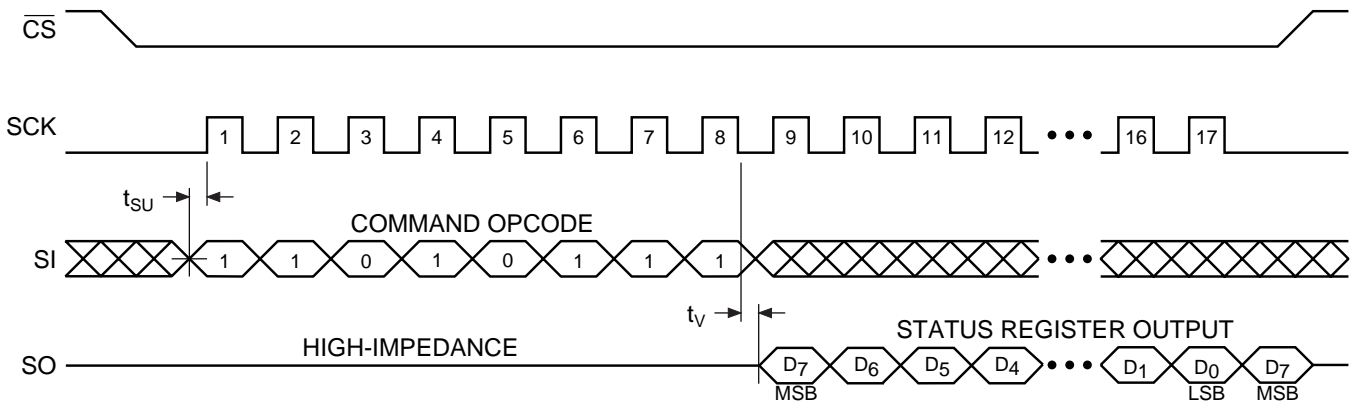 CS
SCK 1 2 3 4 5 6 7 8 9 10 11 12 ••• 16 17
tSU
COMMAND OPCODE
SI 1 1 0 1 0 1 1 1 •••
tV
HIGH-IMPEDANCE
STATUS REGISTER OUTPUT
SO D7 D6 D5 D4 ••• D1 D0 D7
MSB LSB MSB